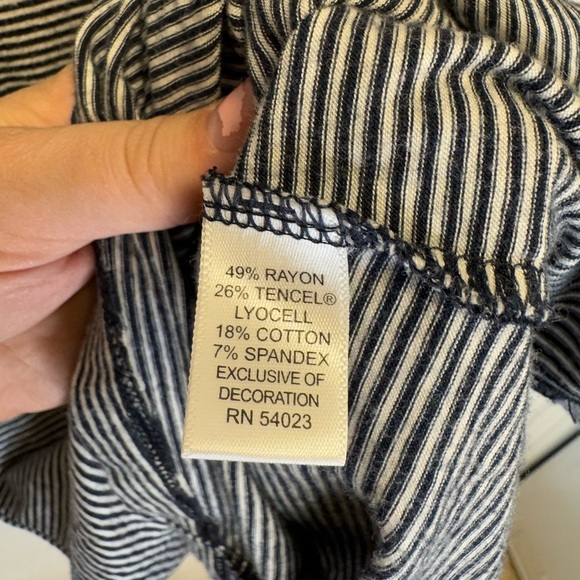 49% RAYON
26% TENCEL®
LYOCELL
18% COTTON
7% SPANDEX
EXCLUSIVE OF
DECORATION
RN 54023